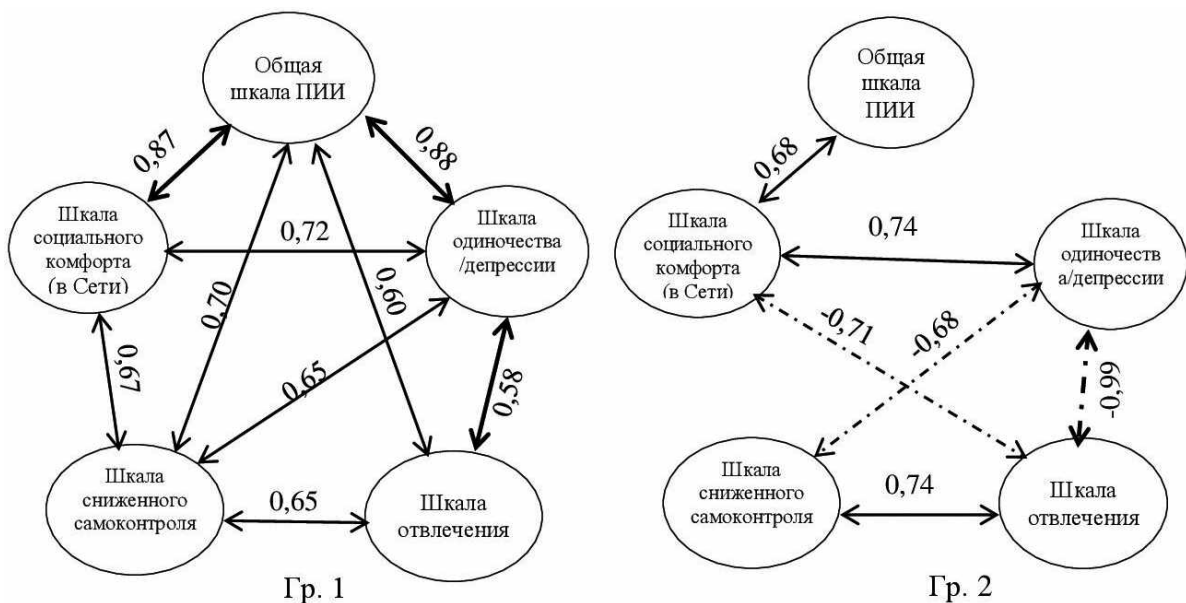 Общая
шкала ПИИ
0,87
0,88
Шкала
социального
комфорта
(в Сети)
0,72
Шкала
одиночества
/депрессии
0,70
0,60
0,67
0,65
0,58
Шкала
сниженного
самоконтроля
0,65
Шкала
отвлечения
Гр. 1
Общая
шкала
ПИИ
0,68
Шкала
социального
комфорта
(в Сети)
0,74
Шкала
одиночеств
а/депрессии
-0,71
-0,68
-0,99
Шкала
сниженного
самоконтроля
0,74
Шкала
отвлечения
Гр. 2